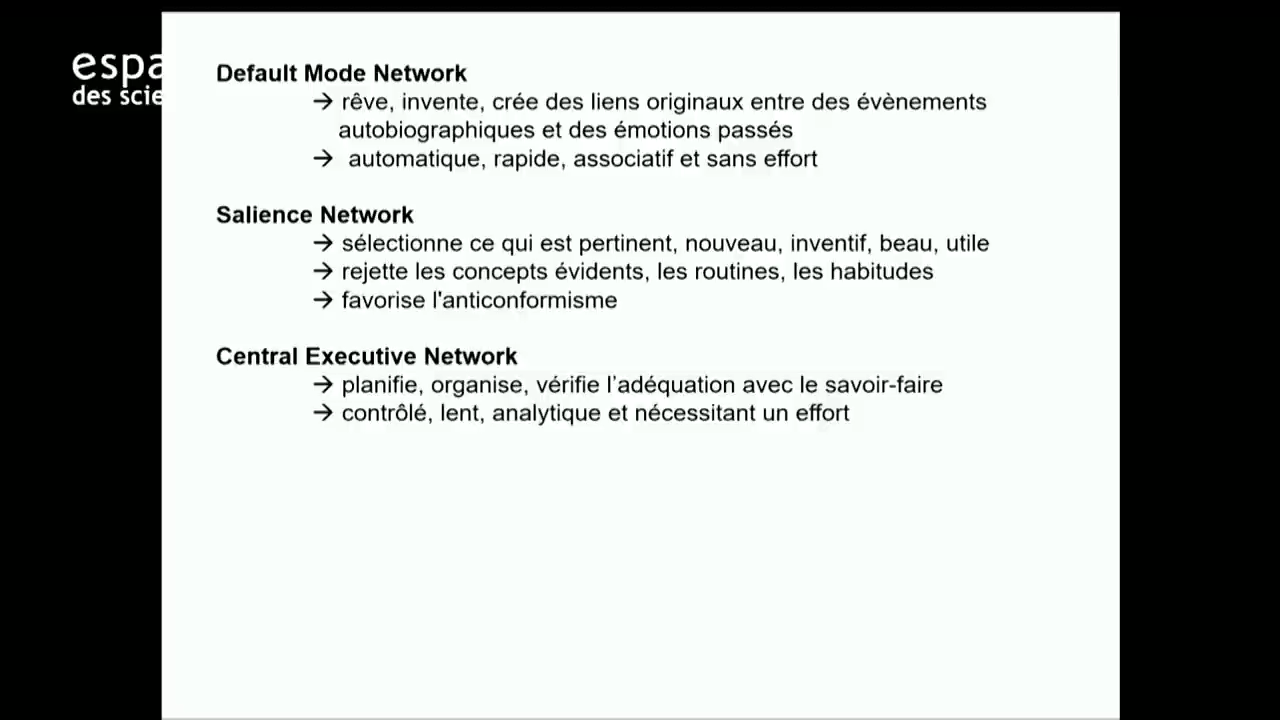 espa
des scie
Default Mode Network
→ rêve, invente, crée des liens originaux entre des évènements
autobiographiques et des émotions passés
→ automatique, rapide, associatif et sans effort
Salience Network
→ sélectionne ce qui est pertinent, nouveau, inventif, beau, utile
→ rejette les concepts évidents, les routines, les habitudes
→ favorise l'anticonformisme
Central Executive Network
→ planifie, organise, vérifie l’adéquation avec le savoir-faire
→ contrôlé, lent, analytique et nécessitant un effort